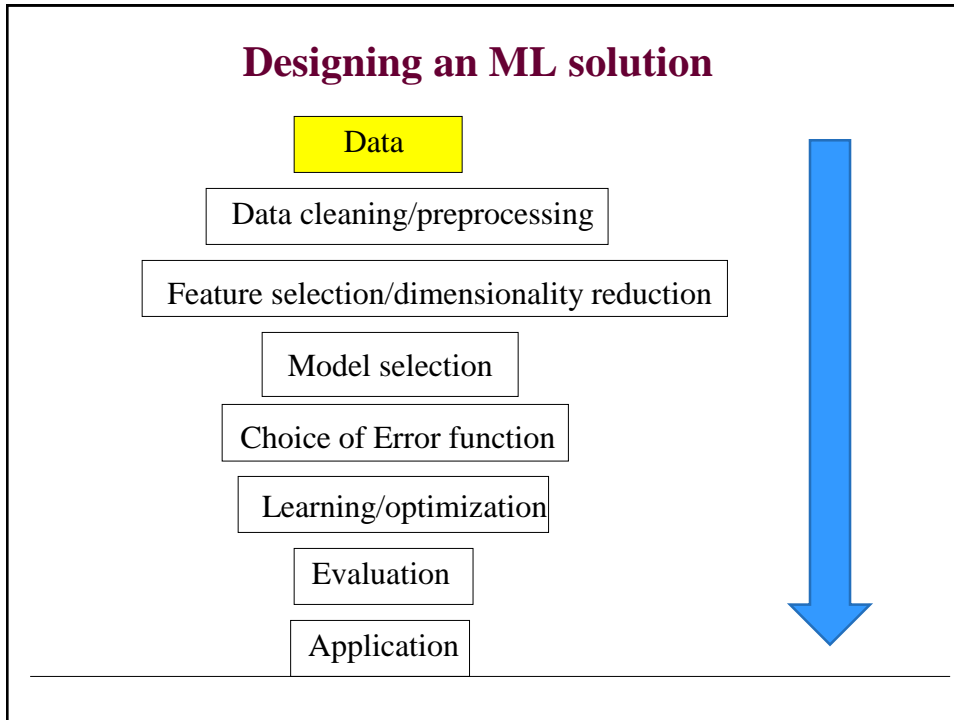 Designing an ML solution
Data
Data cleaning/preprocessing
Feature selection/dimensionality reduction
Model selection
Choice of Error function
Learning/optimization
Evaluation
Application